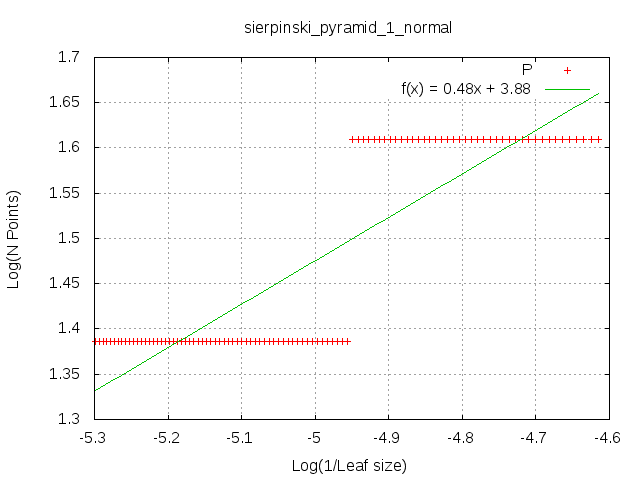 sierpinski_pyramid_1_normal
P
f(x) = 0.48x + 3.88
1.7
1.65
1.6
1.55
1.5
1.45
1.4
1.35
1.3
Log(N Points)
-5.3 -5.2 -5.1 -5 -4.9 -4.8 -4.7 -4.6
Log(1/Leaf size)